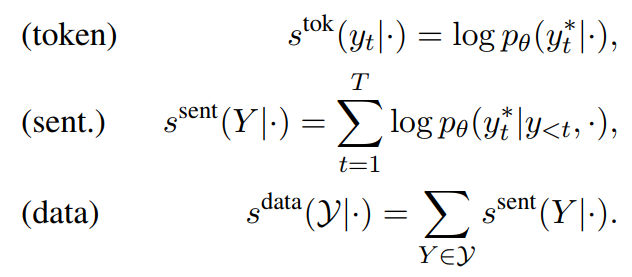 (token) s^{tok}(y_t|·) = log p_θ(y_t^*|·),
(sent.) s^{sent}(Y|·) = ∑_{t=1}^{T} log p_θ(y_t^*|y_{<t}, ·),
(data) s^{data}(𝒴|·) = ∑_{Y∈𝒴} s^{sent}(Y|·).